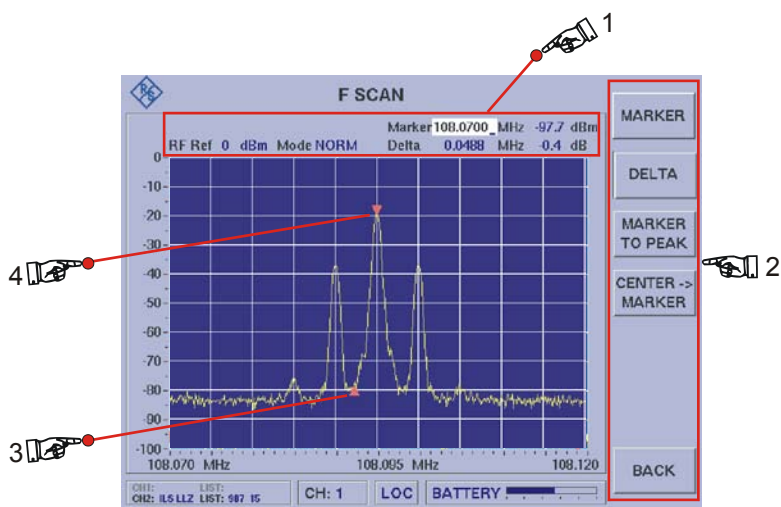 1
R&S
F SCAN
MARKER
Marker 108.0700_ MHz -97.7 dBm
RF Ref 0 dBm Mode NORM Delta 0.0488 MHz -0.4 dB
0
-10
-20
-30
-40
-50
-60
-70
-80
-90
-100
DELTA
MARKER
TO PEAK
CENTER ->
MARKER
2
4
3
108.070 MHz 108.095 MHz 108.120
BACK
CH1: LIST:
CH2: ILS LLZ LIST: 987 15
CH: 1
LOC
BATTERY